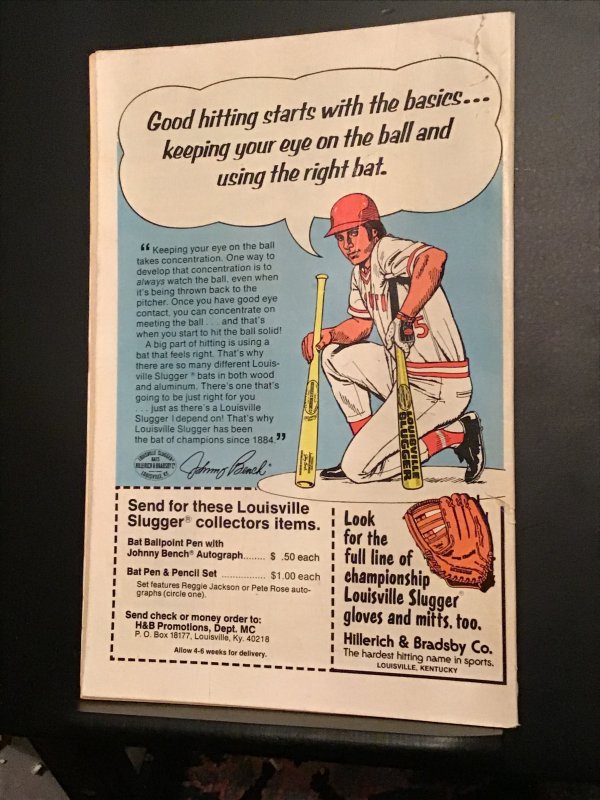 Good hitting starts with the basics...
keeping your eye on the ball and
using the right bat.
“ Keeping your eye on the ball
takes concentration. One way to
develop that concentration is to
always watch the ball, even when
it's being thrown back to the
pitcher. Once you have good eye
contact, you can concentrate on
meeting the ball . . . and that's
when you start to hit the ball solid!
A big part of hitting is using a
bat that feels right. That's why
there are so many different Louis-
ville Slugger® bats in both wood
and aluminum. There's one that's
going to be just right for you
. . . just as there's a Louisville
Slugger I depend on! That's why
Louisville Slugger has been
the bat of champions since 1884.”
LOUISVILLE SLUGGER
BATS
HILLERICH & BRADSBY Co
LOUISVILLE, KY.
Johnny Bench
5
LOUISVILLE
SLUGGER
Send for these Louisville
Slugger® collectors items.
Bat Ballpoint Pen with
Johnny Bench® Autograph........ $ .50 each
Bat Pen & Pencil Set ................ $1.00 each
Set features Reggie Jackson or Pete Rose auto-
graphs (circle one).
Send check or money order to:
H&B Promotions, Dept. MC
P. O. Box 18177, Louisville, Ky. 40218
Allow 4-6 weeks for delivery.
Look
for the
full line of
championship
Louisville Slugger®
gloves and mitts, too.
Hillerich & Bradsby Co.
The hardest hitting name in sports.
LOUISVILLE, KENTUCKY